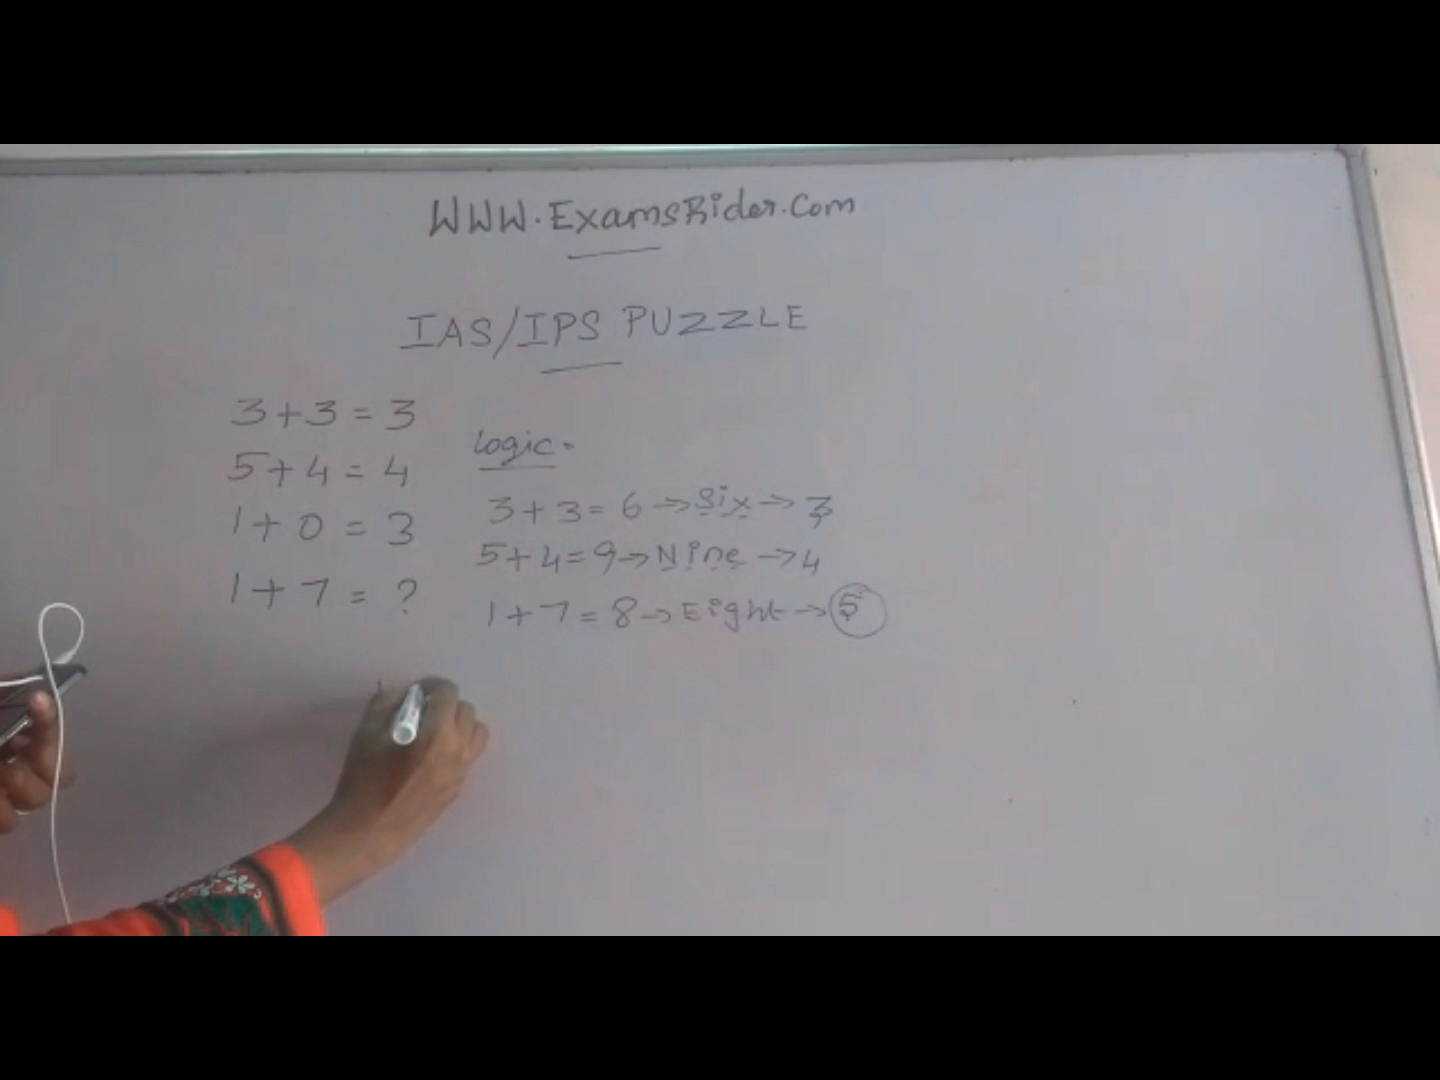 WWW.ExamsRider.Com
IAS/IPS PUZZLE
3+3=3
5+4=4
1+0=3
1+7=?
Logic-
3+3=6→Six→3
5+4=9→Nine→4
1+7=8→Eight→5